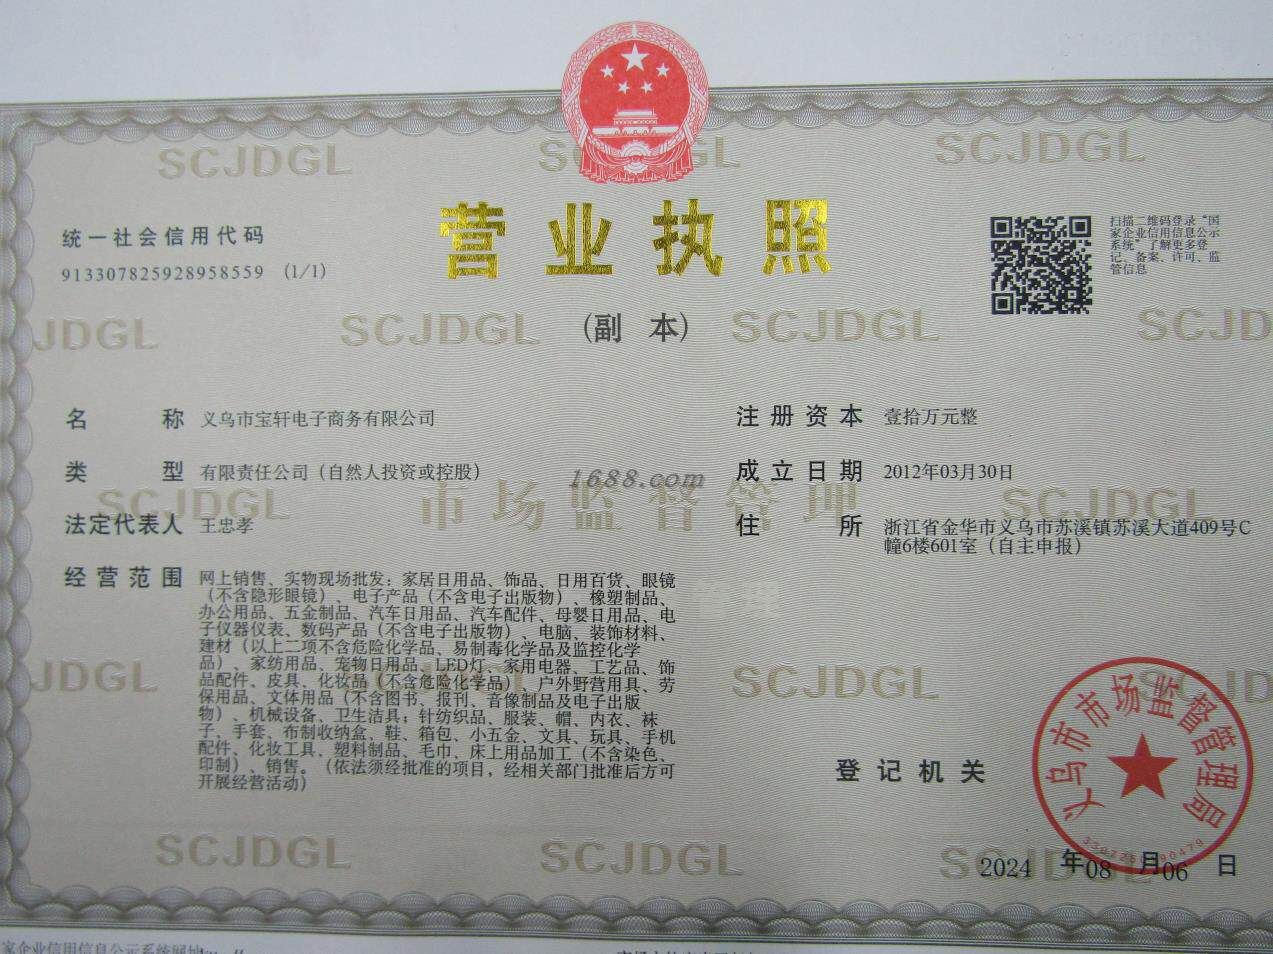 统一社会信用代码
913307825928958559 (1/1)
营业执照
(副 本)
扫描二维码登录“国
家企业信用信息公示
系统”了解更多登
记、备案、许可、监
管信息
名 称 义乌市宝轩电子商务有限公司
类 型 有限责任公司（自然人投资或控股）
法定代表人 王忠孝
经营范围 网上销售、实物现场批发：家居日用品、饰品、日用百货、眼镜
（不含隐形眼镜）、电子产品（不含电子出版物）、橡塑制品、
办公用品、五金制品、汽车日用品、汽车配件、母婴日用品、电
子仪器仪表、数码产品（不含电子出版物）、电脑、装饰材料、
建材（以上二项不含危险化学品、易制毒化学品及监控化学
品）、家纺用品、宠物日用品、LED灯、家用电器、工艺品、饰
品配件、皮具、化妆品（不含危险化学品）、户外野营用具、劳
保用品、文体用品（不含图书、报刊、音像制品及电子出版
物）、机械设备、卫生洁具；针纺织品、服装、帽、内衣、袜
子、手套、布制收纳盒、鞋、箱包、小五金、文具、玩具、手机
配件、化妆工具、塑料制品、毛巾、床上用品加工（不含染色、
印制）、销售。（依法须经批准的项目，经相关部门批准后方可
开展经营活动）
注册资本 壹拾万元整
成立日期 2012年03月30日
住 所 浙江省金华市义乌市苏溪镇苏溪大道409号C
幢6楼601室（自主申报）
1688.com
SCJDGL
市场监督管理
登记机关
义乌市市场监督管理局
2024 年08 月06 日
家企业信用信息公示系统网址